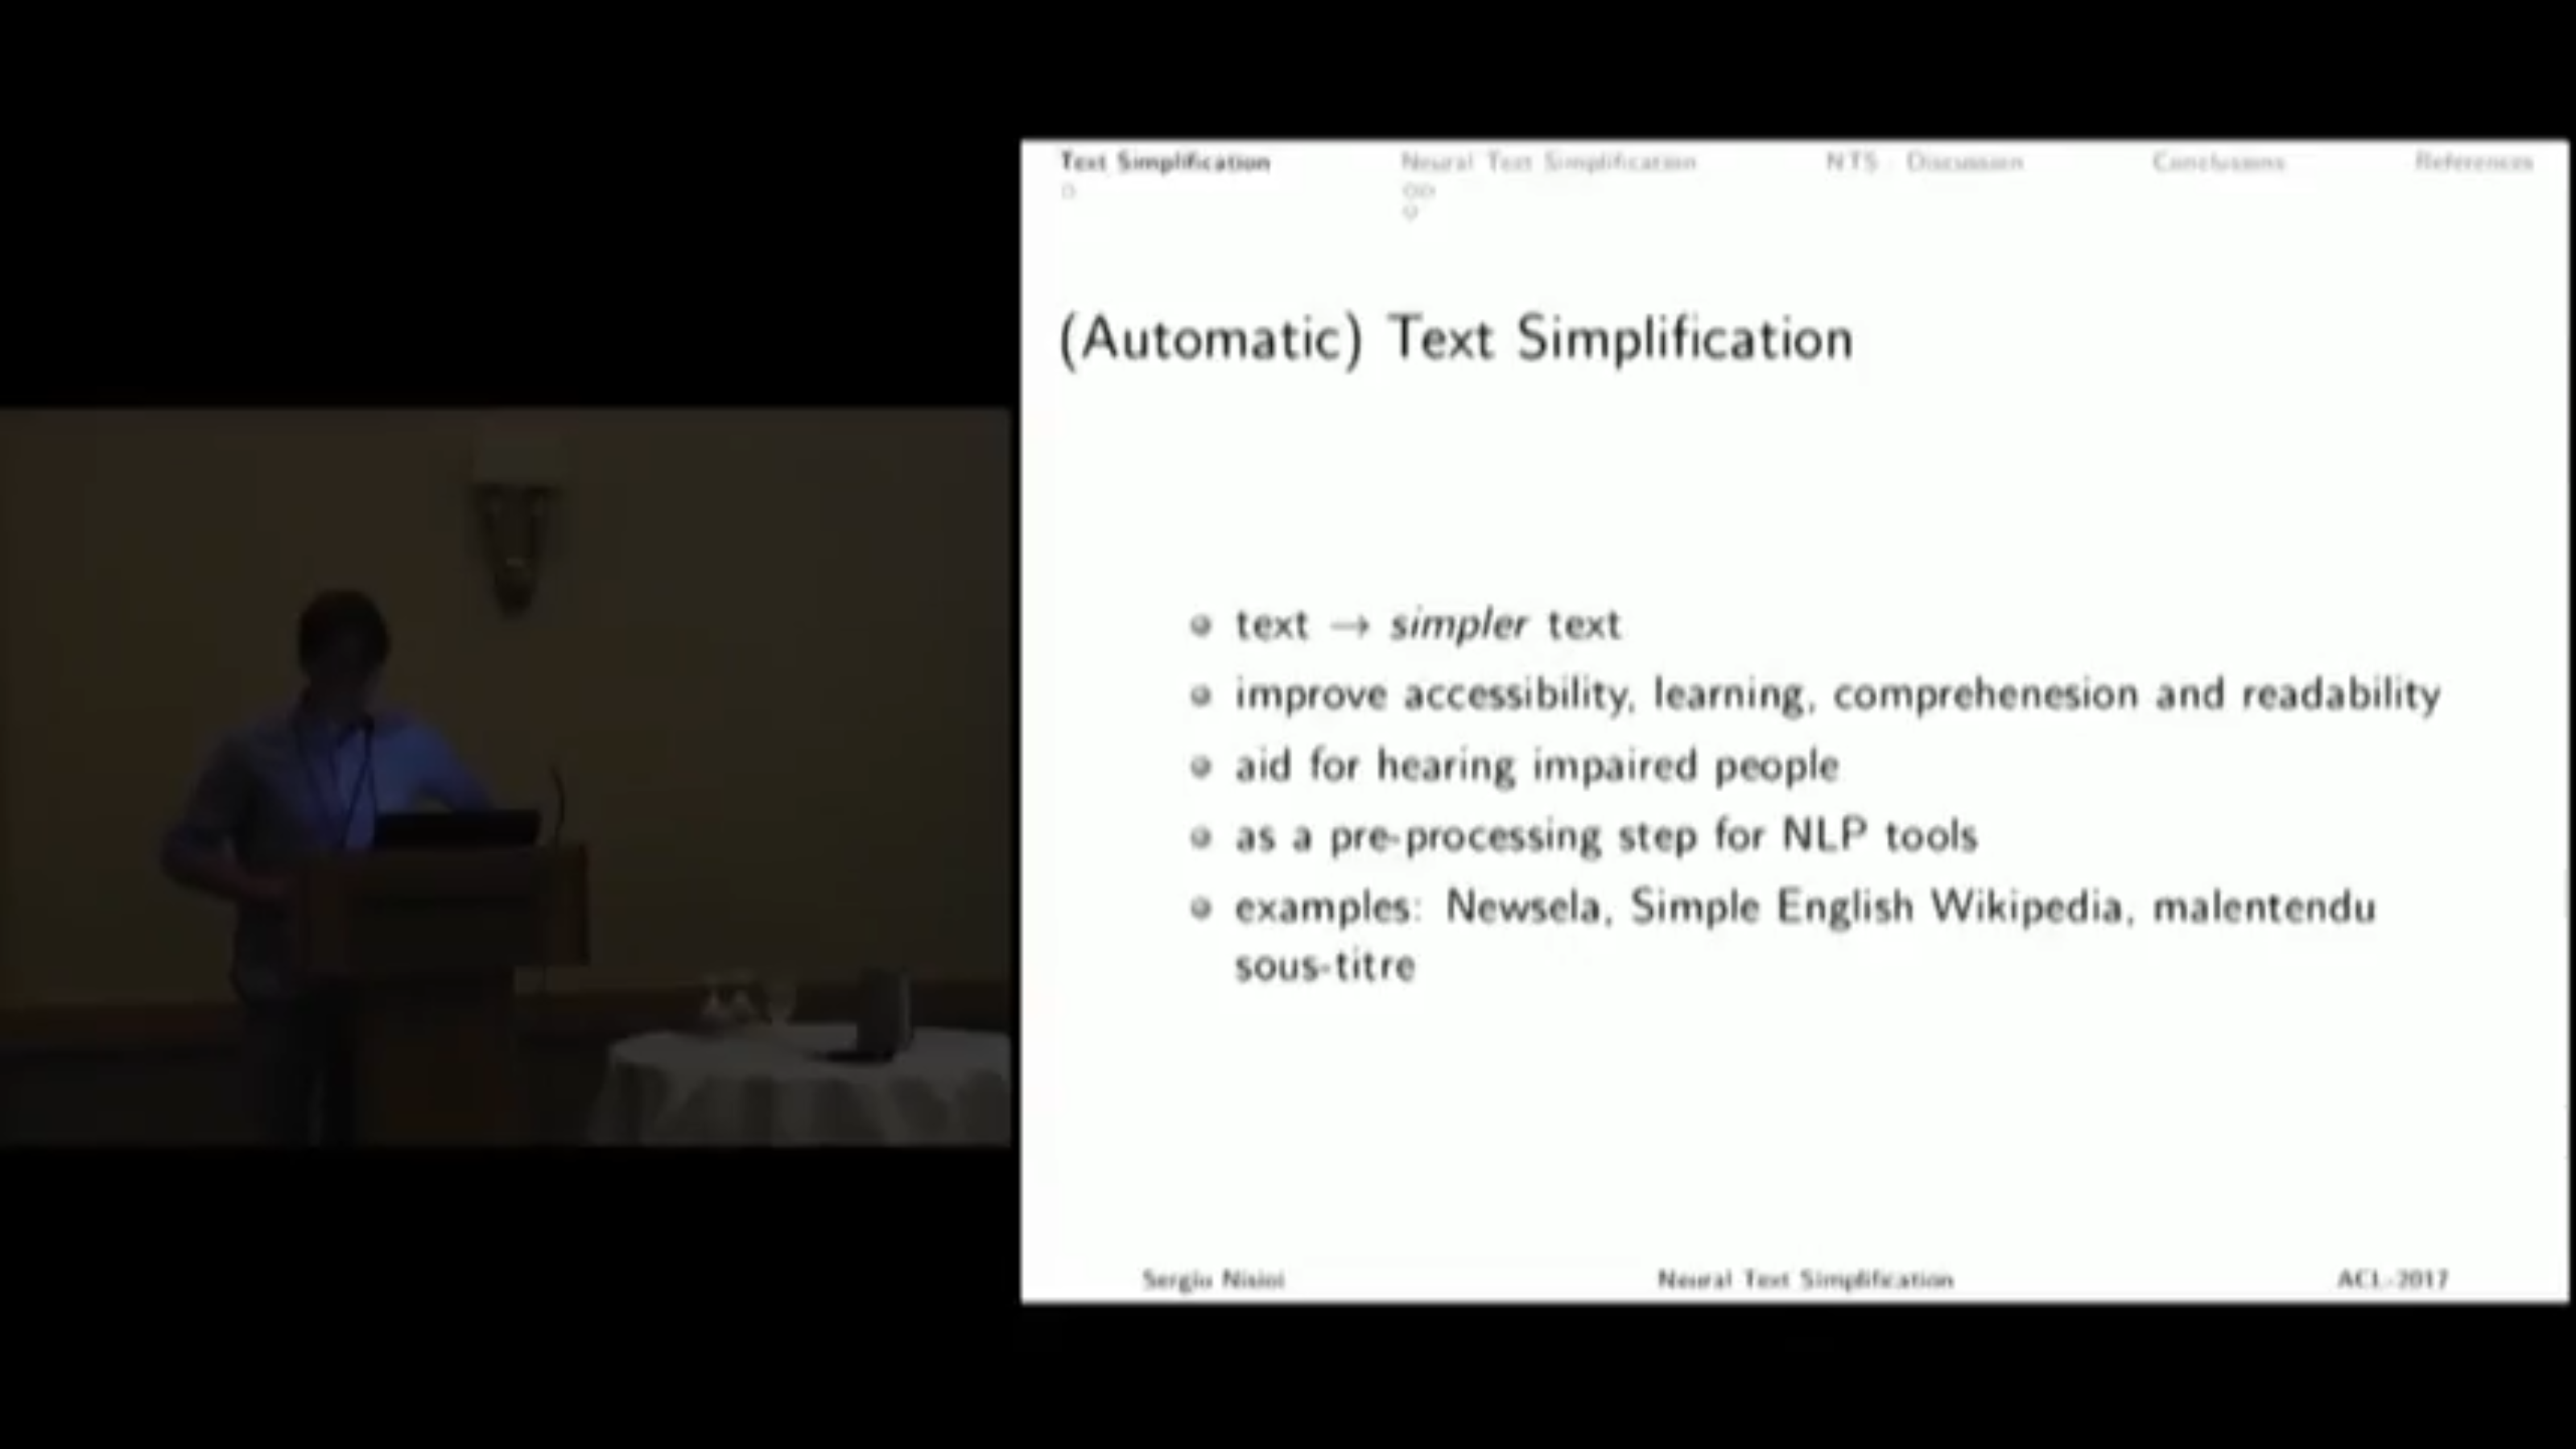 Text Simplification Neural Text Simplification NTS Discussion Conclusions References
(Automatic) Text Simplification
text → simpler text
improve accessibility, learning, comprehenesion and readability
aid for hearing impaired people
as a pre-processing step for NLP tools
examples: Newsela, Simple English Wikipedia, malentendu
sous-titre
Sergiu Nisioi Neural Text Simplification ACL-2017